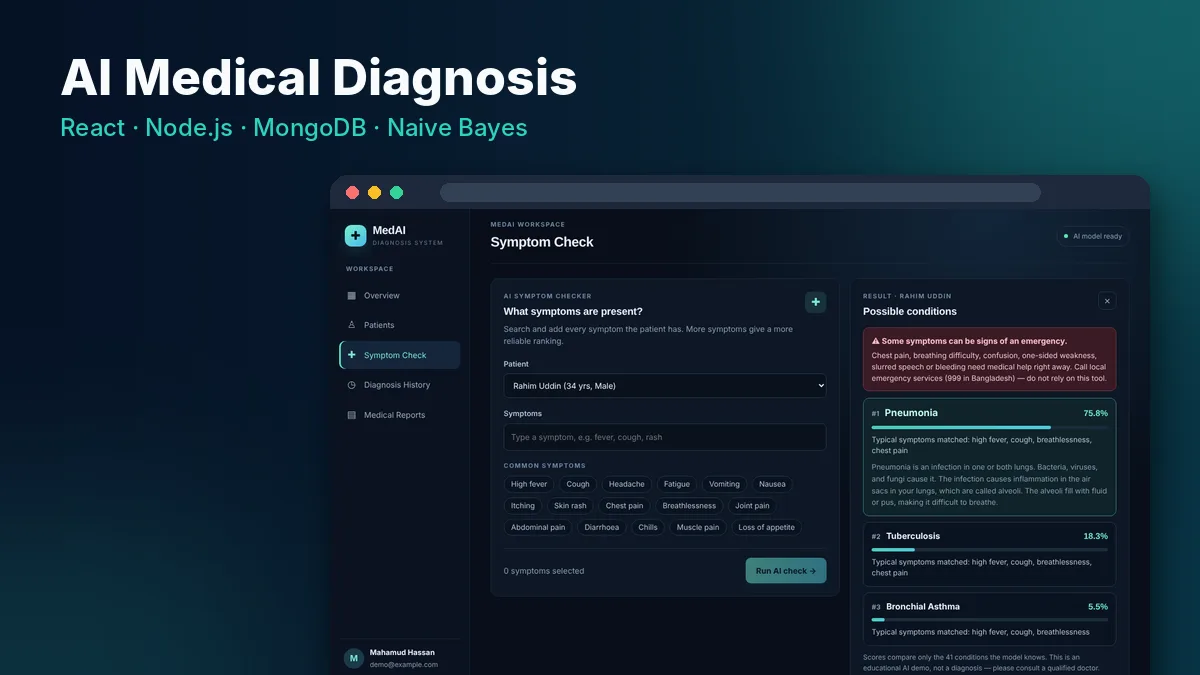 AI Medical Diagnosis
React · Node.js · MongoDB · Naive Bayes
MedAI
DIAGNOSIS SYSTEM
WORKSPACE
Overview
Patients
Symptom Check
Diagnosis History
Medical Reports
M
Mahamud Hassan
demo@example.com
MEDAI WORKSPACE
Symptom Check
AI model ready
AI SYMPTOM CHECKER
What symptoms are present?
Search and add every symptom the patient has. More symptoms give a more
reliable ranking.
Patient
Rahim Uddin (34 yrs, Male)
Symptoms
Type a symptom, e.g. fever, cough, rash
COMMON SYMPTOMS
High fever Cough Headache Fatigue Vomiting Nausea
Itching Skin rash Chest pain Breathlessness Joint pain
Abdominal pain Diarrhoea Chills Muscle pain Loss of appetite
0 symptoms selected
Run AI check →
RESULT · RAHIM UDDIN
Possible conditions
⚠ Some symptoms can be signs of an emergency.
Chest pain, breathing difficulty, confusion, one-sided weakness,
slurred speech or bleeding need medical help right away. Call local
emergency services (999 in Bangladesh) — do not rely on this tool.
#1 Pneumonia 75.8%
Typical symptoms matched: high fever, cough, breathlessness,
chest pain
Pneumonia is an infection in one or both lungs. Bacteria, viruses,
and fungi cause it. The infection causes inflammation in the air
sacs in your lungs, which are called alveoli. The alveoli fill with fluid
or pus, making it difficult to breathe.
#2 Tuberculosis 18.3%
Typical symptoms matched: high fever, cough, breathlessness,
chest pain
#3 Bronchial Asthma 5.5%
Typical symptoms matched: high fever, cough, breathlessness
Scores compare only the 41 conditions the model knows. This is an
educational AI demo, not a diagnosis — please consult a qualified doctor.